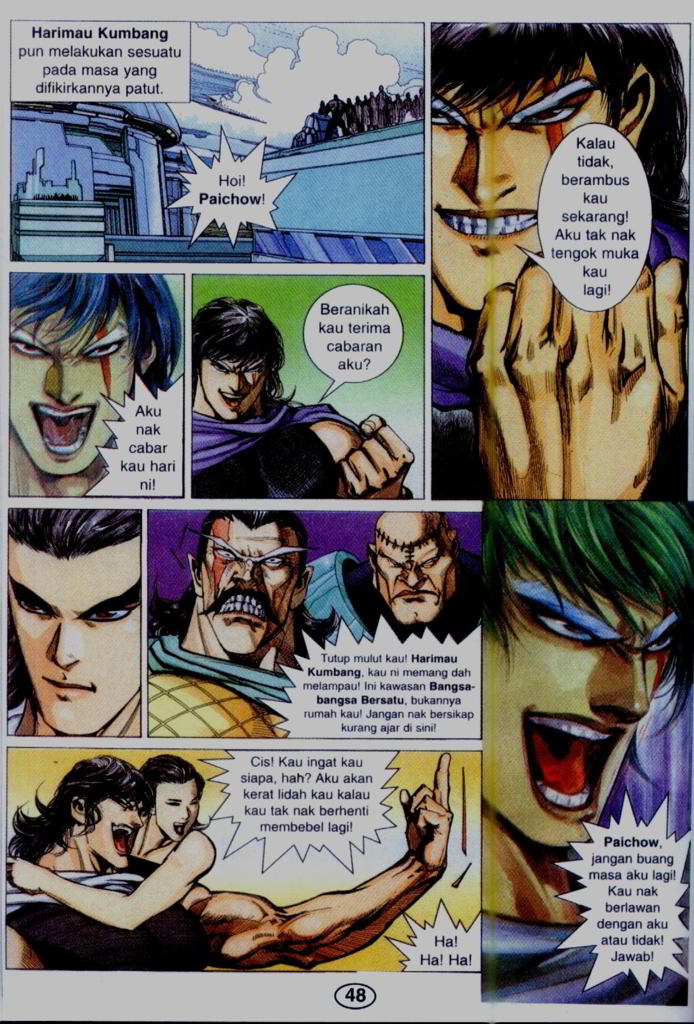 Harimau Kumbang
pun melakukan sesuatu
pada masa yang
difikirkannya patut.
Hoi!
Paichow!
Aku
nak
cabar
kau hari
ni!
Beranikah
kau terima
cabaran
aku?
Kalau
tidak,
berambus
kau
sekarang!
Aku tak nak
tengok muka
kau
lagi!
Tutup mulut kau! Harimau
Kumbang, kau ni memang dah
melampau! Ini kawasan Bangsa-
bangsa Bersatu, bukannya
rumah kau! Jangan nak bersikap
kurang ajar di sini!
Cis! Kau ingat kau
siapa, hah? Aku akan
kerat lidah kau kalau
kau tak nak berhenti
membebel lagi!
Ha!
Ha! Ha!
Paichow,
jangan buang
masa aku lagi!
Kau nak
berlawan
dengan aku
atau tidak!
Jawab!
48